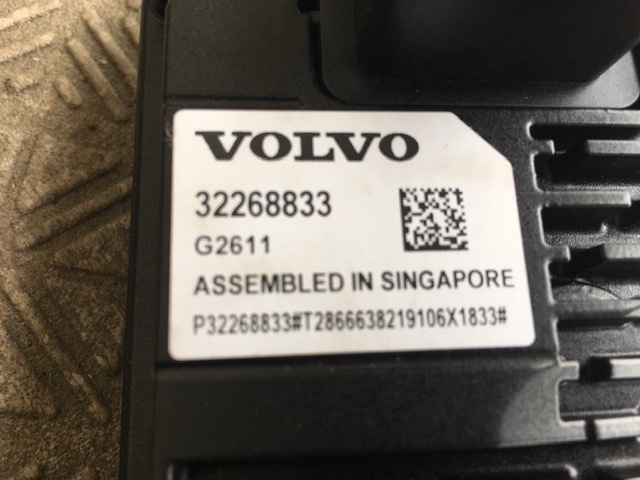 VOLVO
32268833
G2611
ASSEMBLED IN SINGAPORE
P32268833#T2866638219106X1833#